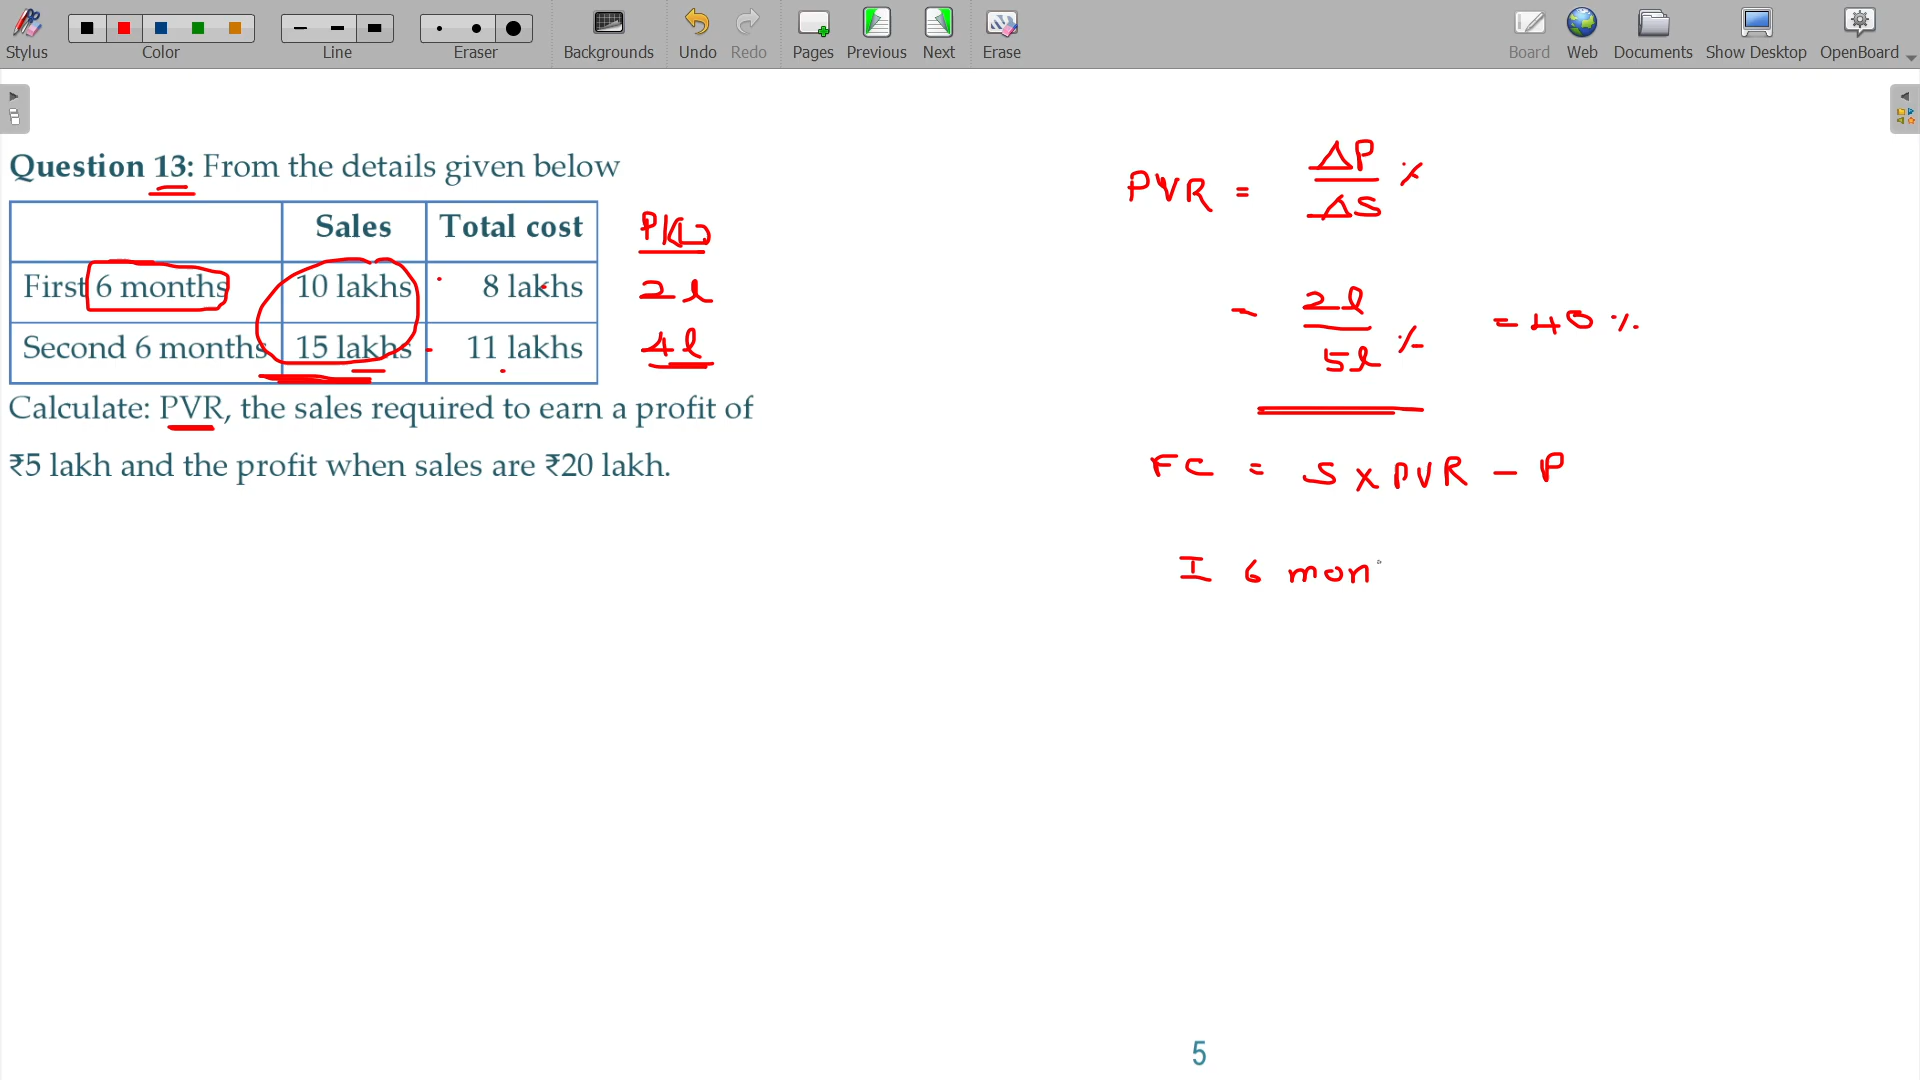 Stylus Color Line Eraser Backgrounds Undo Redo Pages Previous Next Erase Board Web Documents Show Desktop OpenBoard
Question 13: From the details given below
Sales Total cost P/(L)
First 6 months 10 lakhs 8 lakhs 2l
Second 6 months 15 lakhs 11 lakhs 4l
Calculate: PVR, the sales required to earn a profit of
₹5 lakh and the profit when sales are ₹20 lakh.
PVR = ΔP / ΔS %
= 2l / 5l % = 40 %
FC = S x PVR - P
I 6 mon
5